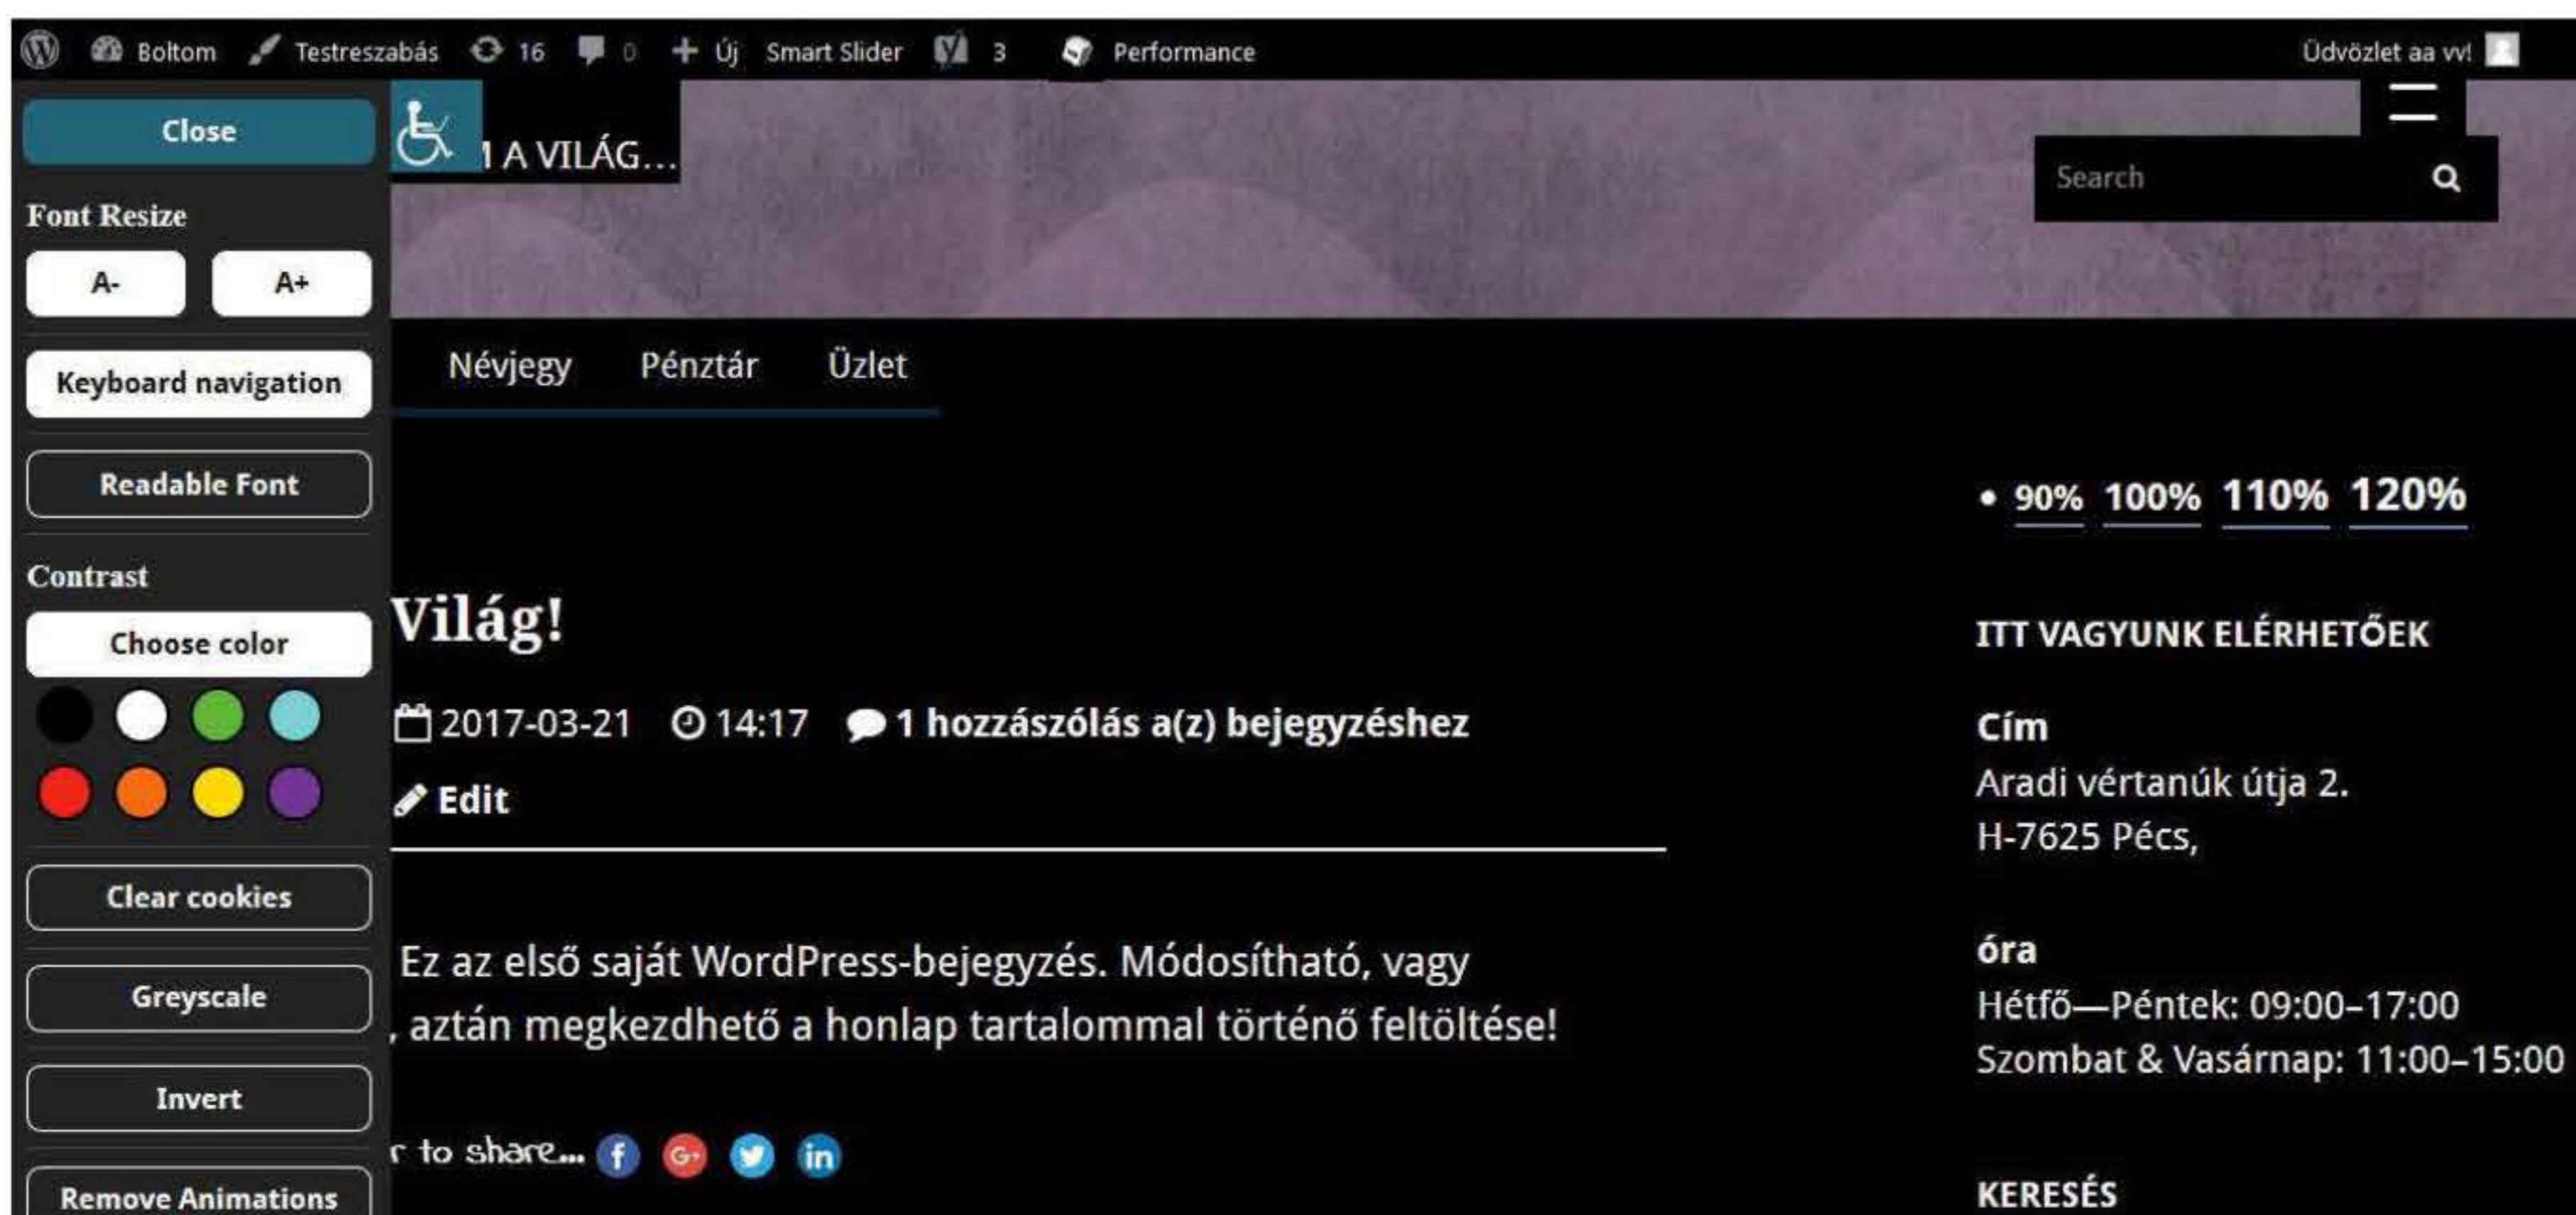 Boltom Testreszabás 16 0 Új Smart Slider 3 Performance Üdvözlet aa vv!
Close
A VILÁG...
Search
Font Resize
A- A+
Keyboard navigation
Névjegy Pénztár Üzlet
Readable Font
• 90% 100% 110% 120%
Contrast
Choose color
Világ!
2017-03-21 14:17 1 hozzászólás a(z) bejegyzéshez
Edit
Clear cookies
Greyscale
Invert
Remove Animations
Ez az első saját WordPress-bejegyzés. Módosítható, vagy
, aztán megkezdhető a honlap tartalommal történő feltöltése!
r to share...
ITT VAGYUNK ELÉRHETŐEK
Cím
Aradi vértanúk útja 2.
H-7625 Pécs,
óra
Hétfő—Péntek: 09:00–17:00
Szombat & Vasárnap: 11:00–15:00
KERESÉS